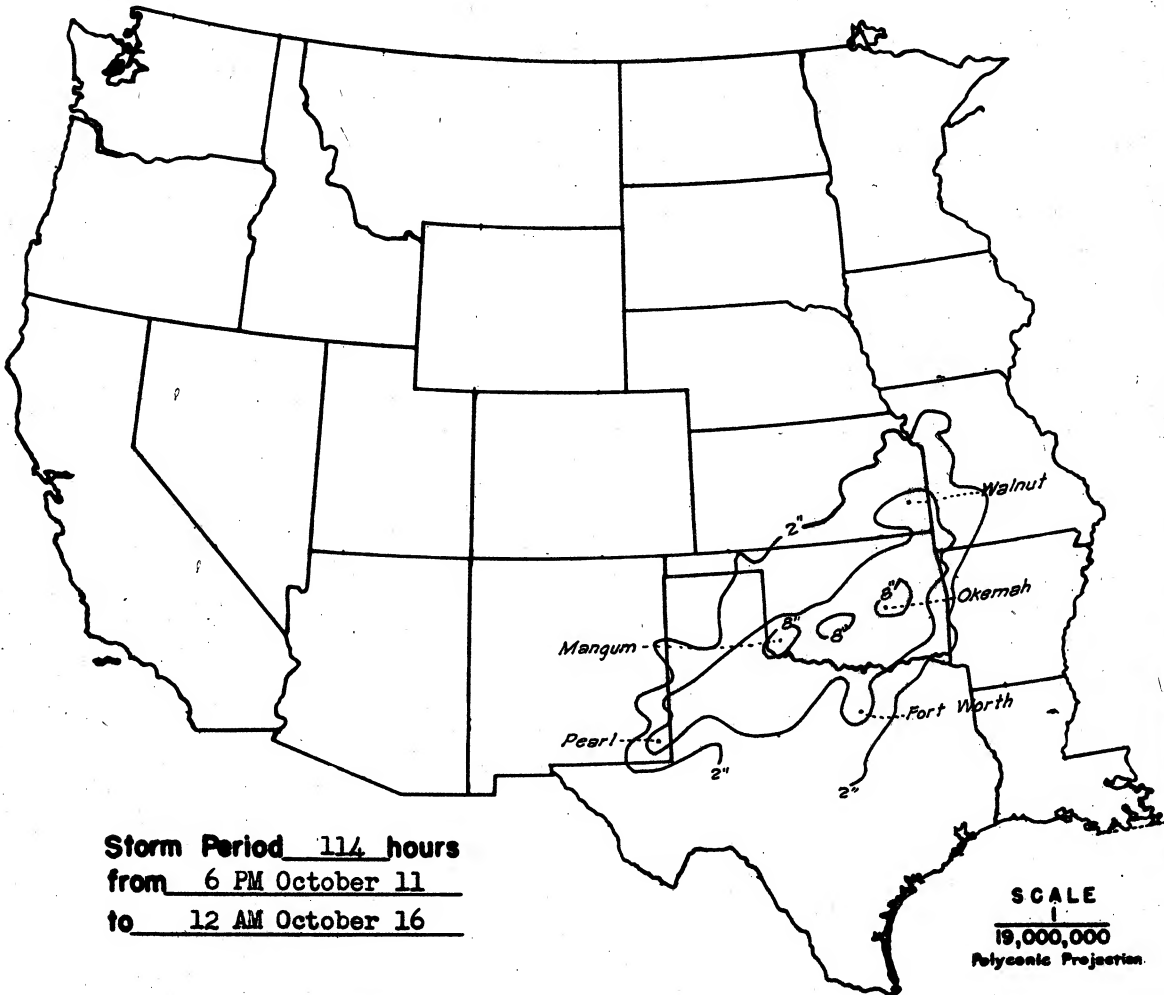 Walnut
2"
8"
Okemah
8"
8"
Mangum
Fort Worth
Pearl
2"
2"
Storm Period 114 hours
from 6 PM October 11
to 12 AM October 16
SCALE
1
19,000,000
Polyconic Projection